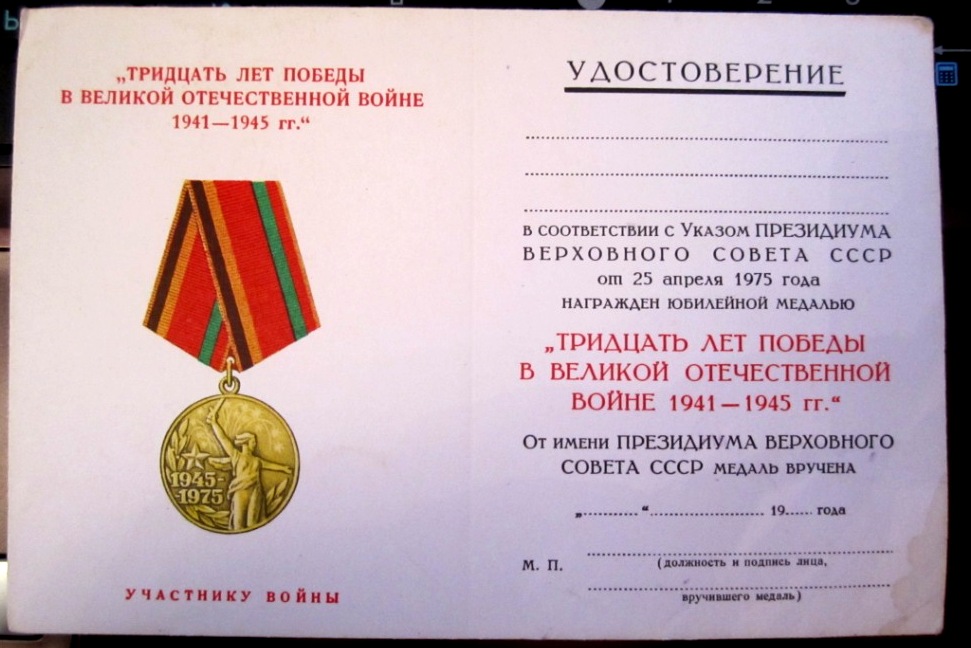 „ТРИДЦАТЬ ЛЕТ ПОБЕДЫ
В ВЕЛИКОЙ ОТЕЧЕСТВЕННОЙ ВОЙНЕ
1941—1945 гг.“
1945-
-1975
УЧАСТНИКУ ВОЙНЫ
УДОСТОВЕРЕНИЕ
В СООТВЕТСТВИИ С УКАЗОМ ПРЕЗИДИУМА
ВЕРХОВНОГО СОВЕТА СССР
от 25 апреля 1975 года
НАГРАЖДЕН ЮБИЛЕЙНОЙ МЕДАЛЬЮ
„ТРИДЦАТЬ ЛЕТ ПОБЕДЫ
В ВЕЛИКОЙ ОТЕЧЕСТВЕННОЙ
ВОЙНЕ 1941—1945 гг.“
ОТ ИМЕНИ ПРЕЗИДИУМА ВЕРХОВНОГО
СОВЕТА СССР МЕДАЛЬ ВРУЧЕНА
„............“ ........................ 19...... года
М. П.
(должность и подпись лица,
вручившего медаль)